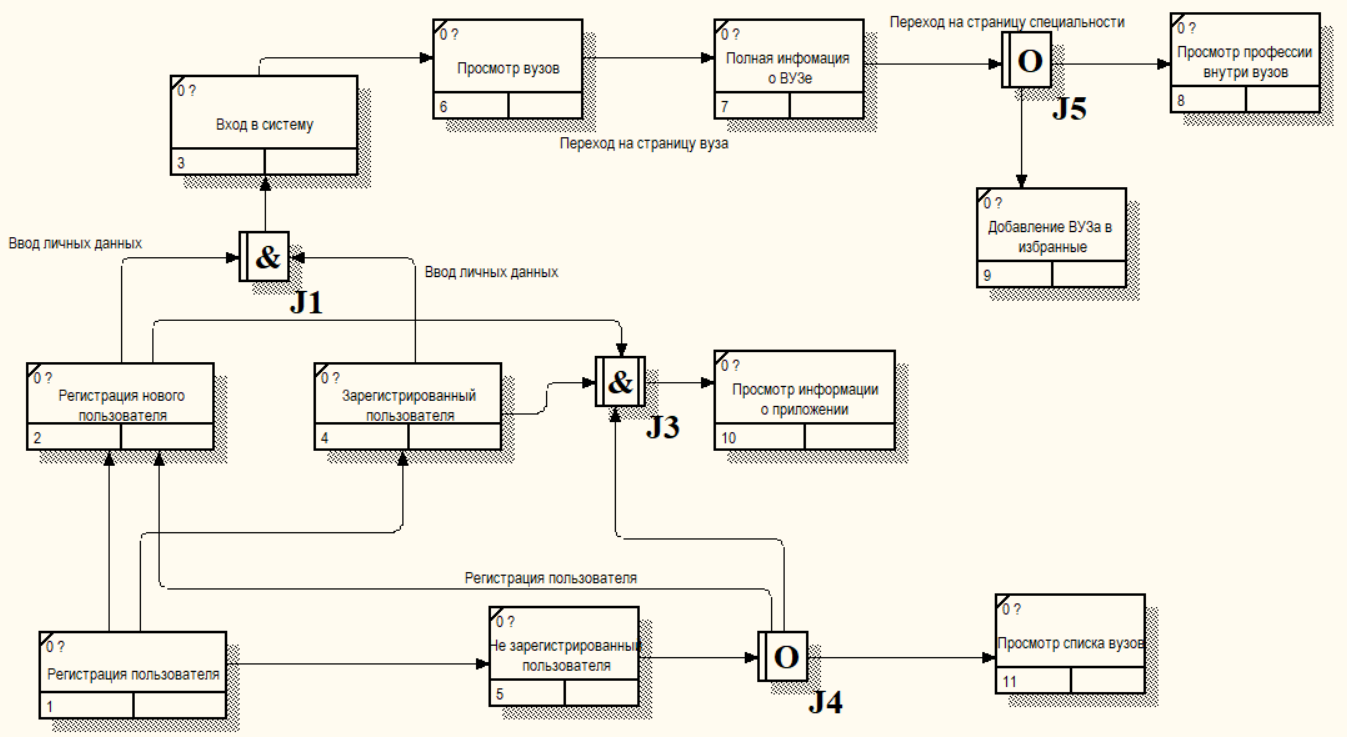 Переход на страницу специальности
0 ?
Просмотр вузов
6
0 ?
Полная инфомация
о ВУЗе
7
O
J5
0 ?
Просмотр профессии
внутри вузов
8
0 ?
Вход в систему
3
Переход на страницу вуза
0 ?
Добавление ВУЗа в
избранные
9
Ввод личных данных
&
J1
Ввод личных данных
0 ?
Регистрация нового
пользователя
2
0 ?
Зарегистрированный
пользователя
4
&
J3
0 ?
Просмотр информации
о приложении
10
Регистрация пользователя
0 ?
Регистрация пользователя
1
0 ?
Не зарегистрированный
пользователя
5
O
J4
0 ?
Просмотр списка вузов
11